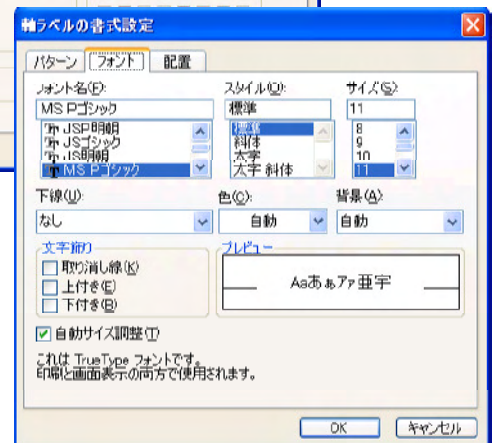 軸ラベルの書式設定
パターン フォント 配置
フォント名(F): スタイル(O): サイズ(S):
MS Pゴシック 標準 11
JSP明朝 標準 8
JSゴシック 斜体 9
JS明朝 太字 10
MS Pゴシック 太字 斜体 11
下線(U): 色(C): 背景(A):
なし 自動 自動
文字飾り プレビュー
取り消し線(K)
上付き(E) Aaあぁアァ亜宇
下付き(B)
自動サイズ調整(T)
これは TrueType フォントです。
印刷と画面表示の両方で使用されます。
OK キャンセル